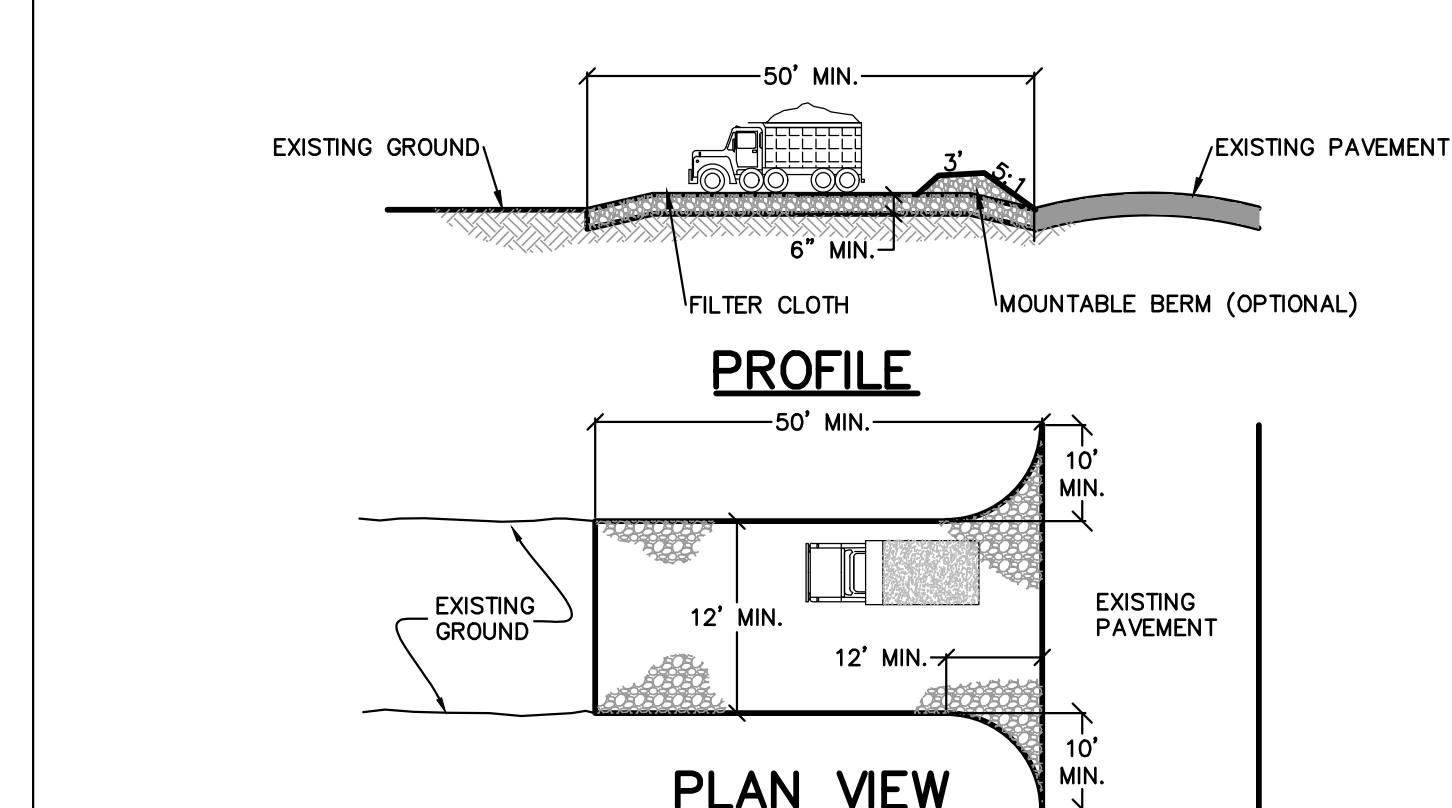 50' MIN.
EXISTING GROUND
EXISTING PAVEMENT
3'
5:1
6" MIN.
FILTER CLOTH
MOUNTABLE BERM (OPTIONAL)
PROFILE
50' MIN.
10'
MIN.
EXISTING
GROUND
12' MIN.
EXISTING
PAVEMENT
12' MIN.
10'
MIN.
PLAN VIEW